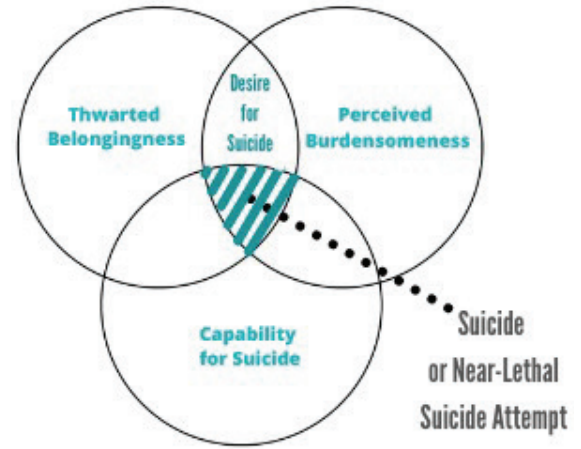 Desire
for
Suicide
Thwarted
Belongingness
Perceived
Burdensomeness
Capability
for Suicide
Suicide
or Near-Lethal
Suicide Attempt